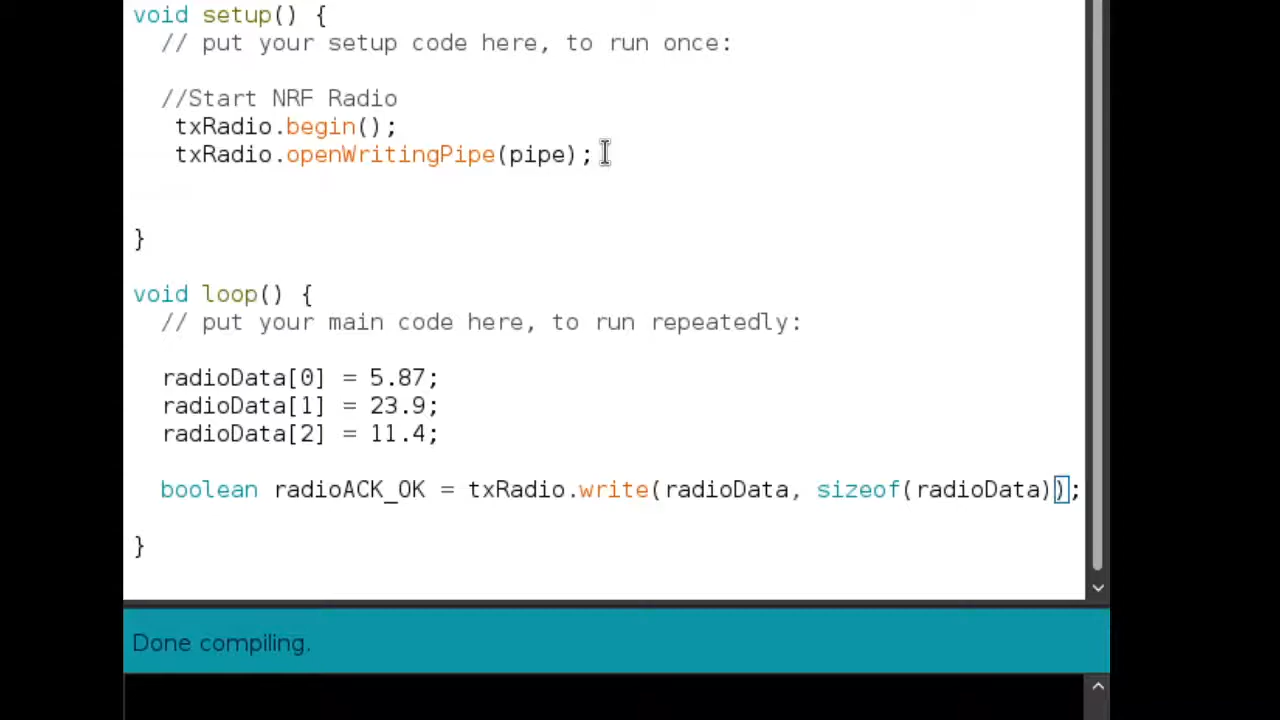 void setup() {
  // put your setup code here, to run once:
  //Start NRF Radio
   txRadio.begin();
   txRadio.openWritingPipe(pipe);
}
void loop() {
  // put your main code here, to run repeatedly:
  radioData[0] = 5.87;
  radioData[1] = 23.9;
  radioData[2] = 11.4;
  boolean radioACK_OK = txRadio.write(radioData, sizeof(radioData));
}
Done compiling.